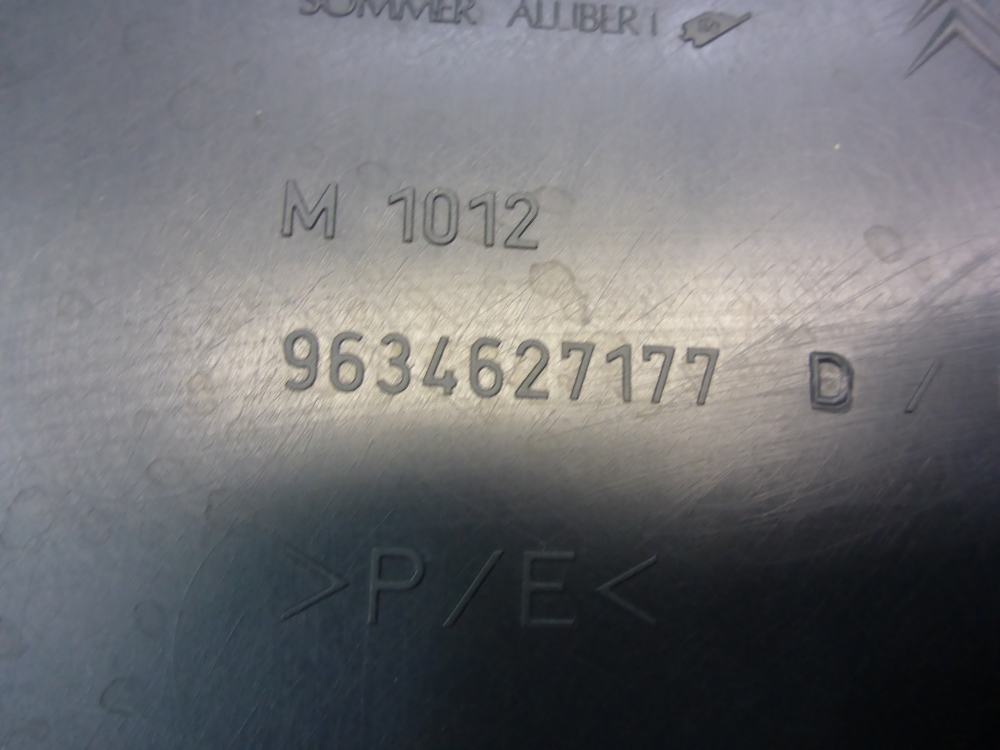 SOMMER ALLIBERT
M 1012
9634627177 D /
>P/E<